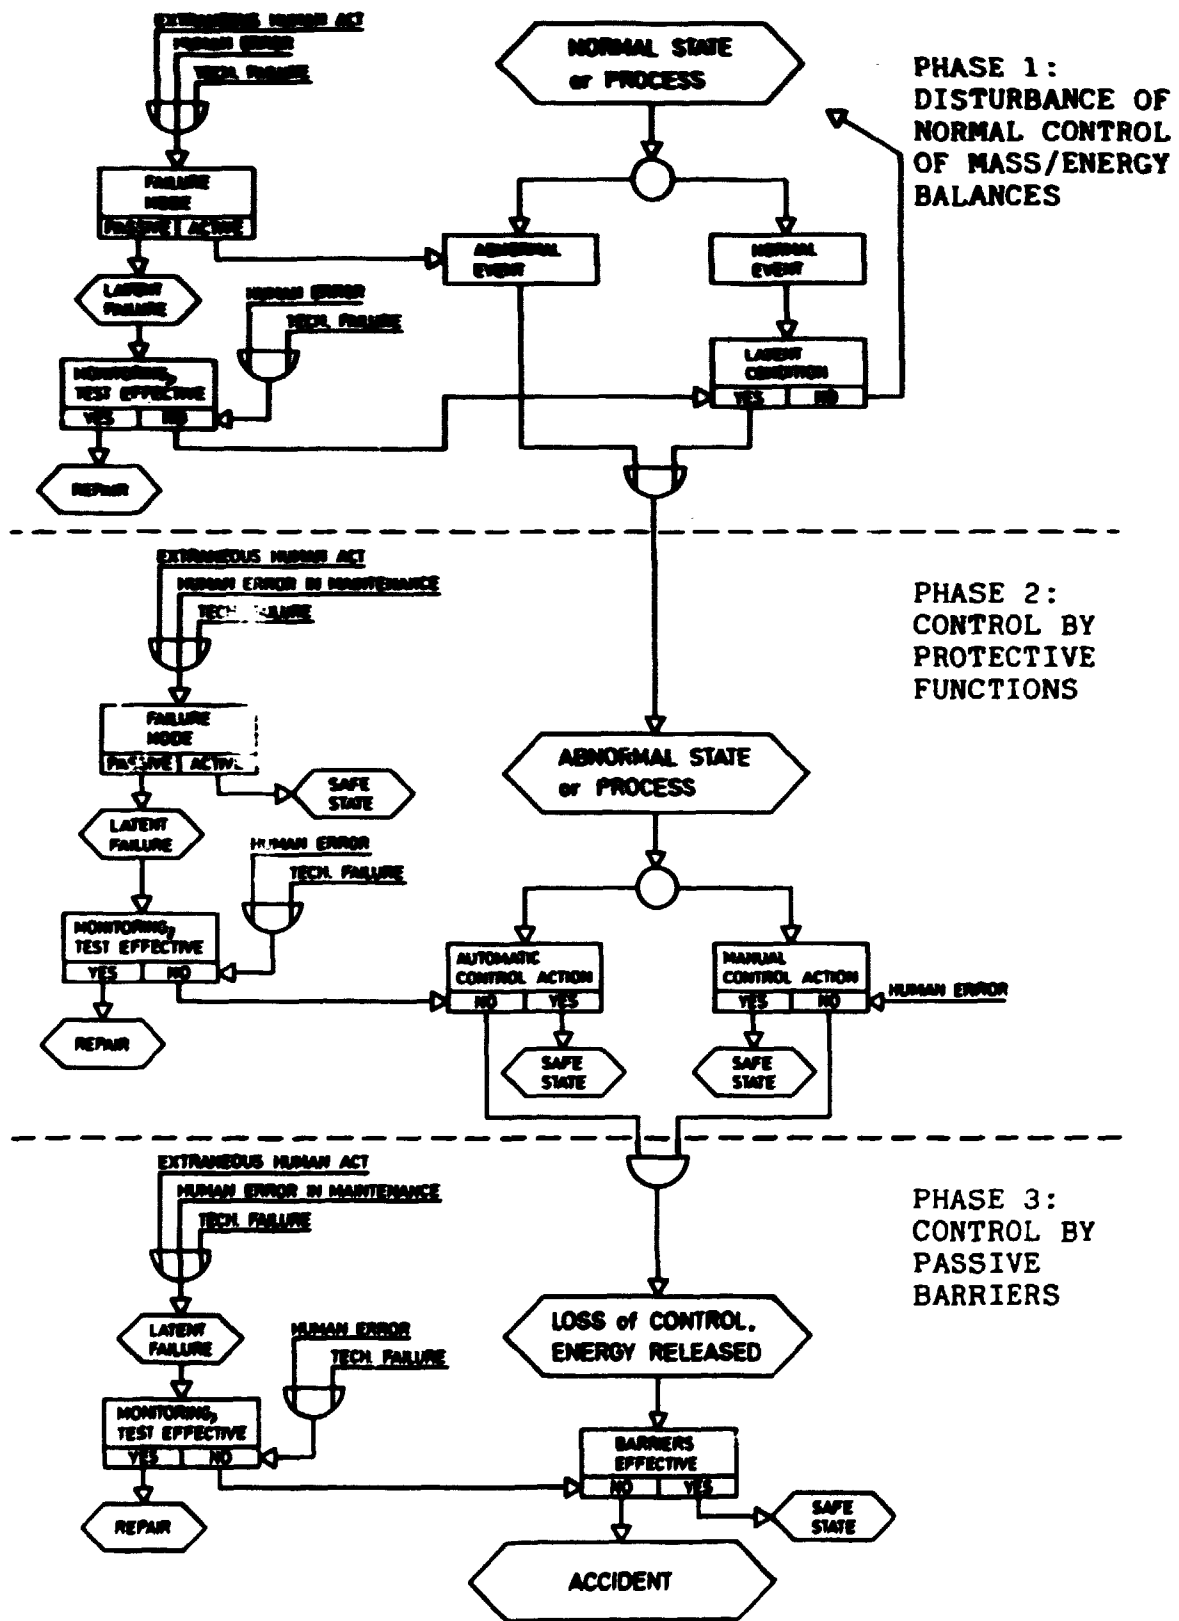 EXTRANEOUS HUMAN ACT
HUMAN ERROR
TECH. FAILURE
FAILURE
MODE
PASSIVE ACTIVE
LATENT
FAILURE
HUMAN ERROR
TECH. FAILURE
MONITORING,
TEST EFFECTIVE
YES NO
REPAIR
NORMAL STATE
or PROCESS
ABNORMAL
EVENT
NORMAL
EVENT
LATENT
CONDITION
YES NO
PHASE 1:
DISTURBANCE OF
NORMAL CONTROL
OF MASS/ENERGY
BALANCES
EXTRANEOUS HUMAN ACT
HUMAN ERROR IN MAINTENANCE
TECH. FAILURE
FAILURE
MODE
PASSIVE ACTIVE
SAFE
STATE
LATENT
FAILURE
HUMAN ERROR
TECH. FAILURE
MONITORING,
TEST EFFECTIVE
YES NO
REPAIR
ABNORMAL STATE
or PROCESS
AUTOMATIC
CONTROL ACTION
NO YES
SAFE
STATE
MANUAL
CONTROL ACTION
YES NO
HUMAN ERROR
SAFE
STATE
PHASE 2:
CONTROL BY
PROTECTIVE
FUNCTIONS
EXTRANEOUS HUMAN ACT
HUMAN ERROR IN MAINTENANCE
TECH. FAILURE
LATENT
FAILURE
HUMAN ERROR
TECH. FAILURE
MONITORING,
TEST EFFECTIVE
YES NO
REPAIR
LOSS of CONTROL,
ENERGY RELEASED
BARRIERS
EFFECTIVE
NO YES
SAFE
STATE
ACCIDENT
PHASE 3:
CONTROL BY
PASSIVE
BARRIERS